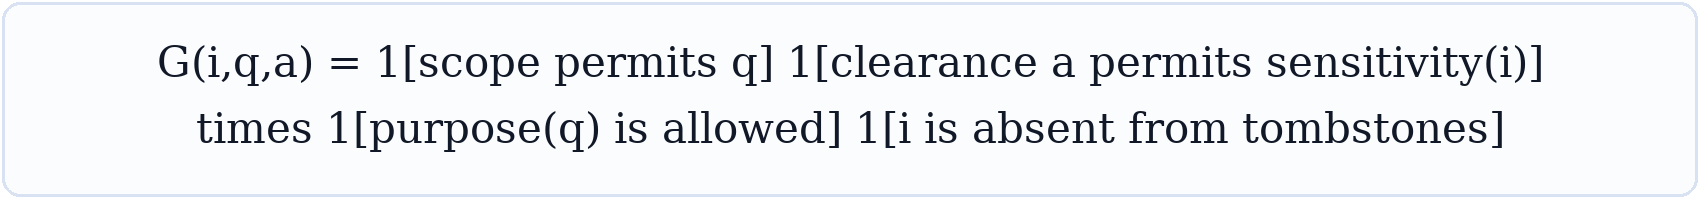 G(i,q,a) = 1[scope permits q] 1[clearance a permits sensitivity(i)]
times 1[purpose(q) is allowed] 1[i is absent from tombstones]